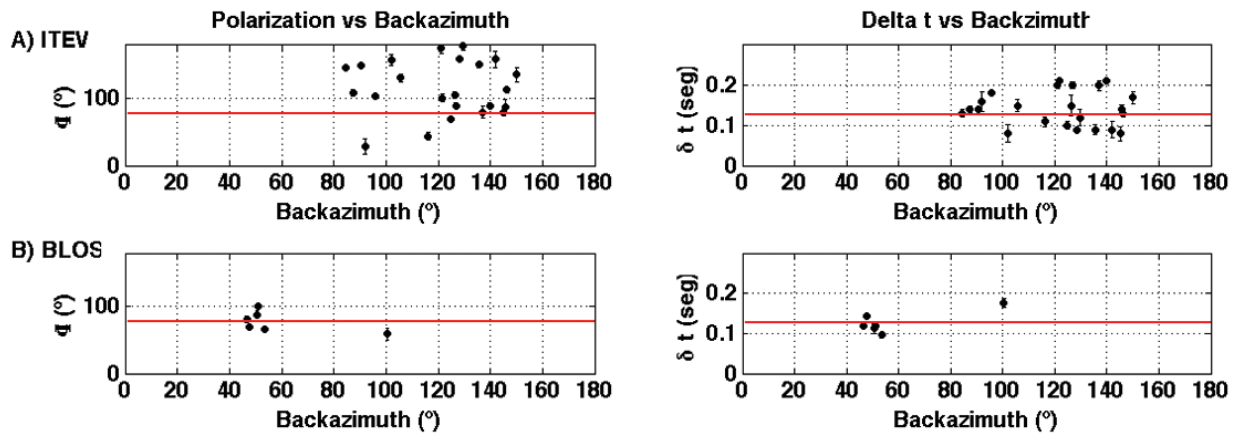 Polarization vs Backazimuth
Delta t vs Backzimuth
A) ITEV
φ (º)
100
0
0 20 40 60 80 100 120 140 160 180
Backazimuth (º)
δ t (seg)
0.2
0.1
0
0 20 40 60 80 100 120 140 160 180
Backazimuth (º)
B) BLOS
φ (º)
100
0
0 20 40 60 80 100 120 140 160 180
Backazimuth (º)
δ t (seg)
0.2
0.1
0
0 20 40 60 80 100 120 140 160 180
Backazimuth (º)